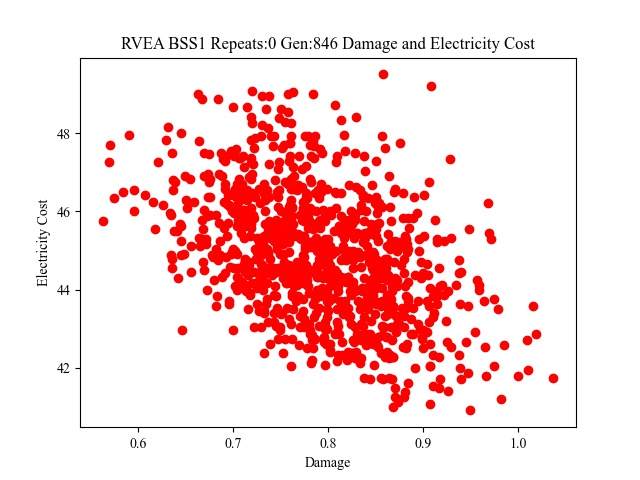 RVEA BSS1 Repeats:0 Gen:846 Damage and Electricity Cost
48
46
44
42
Electricity Cost
0.6 0.7 0.8 0.9 1.0
Damage